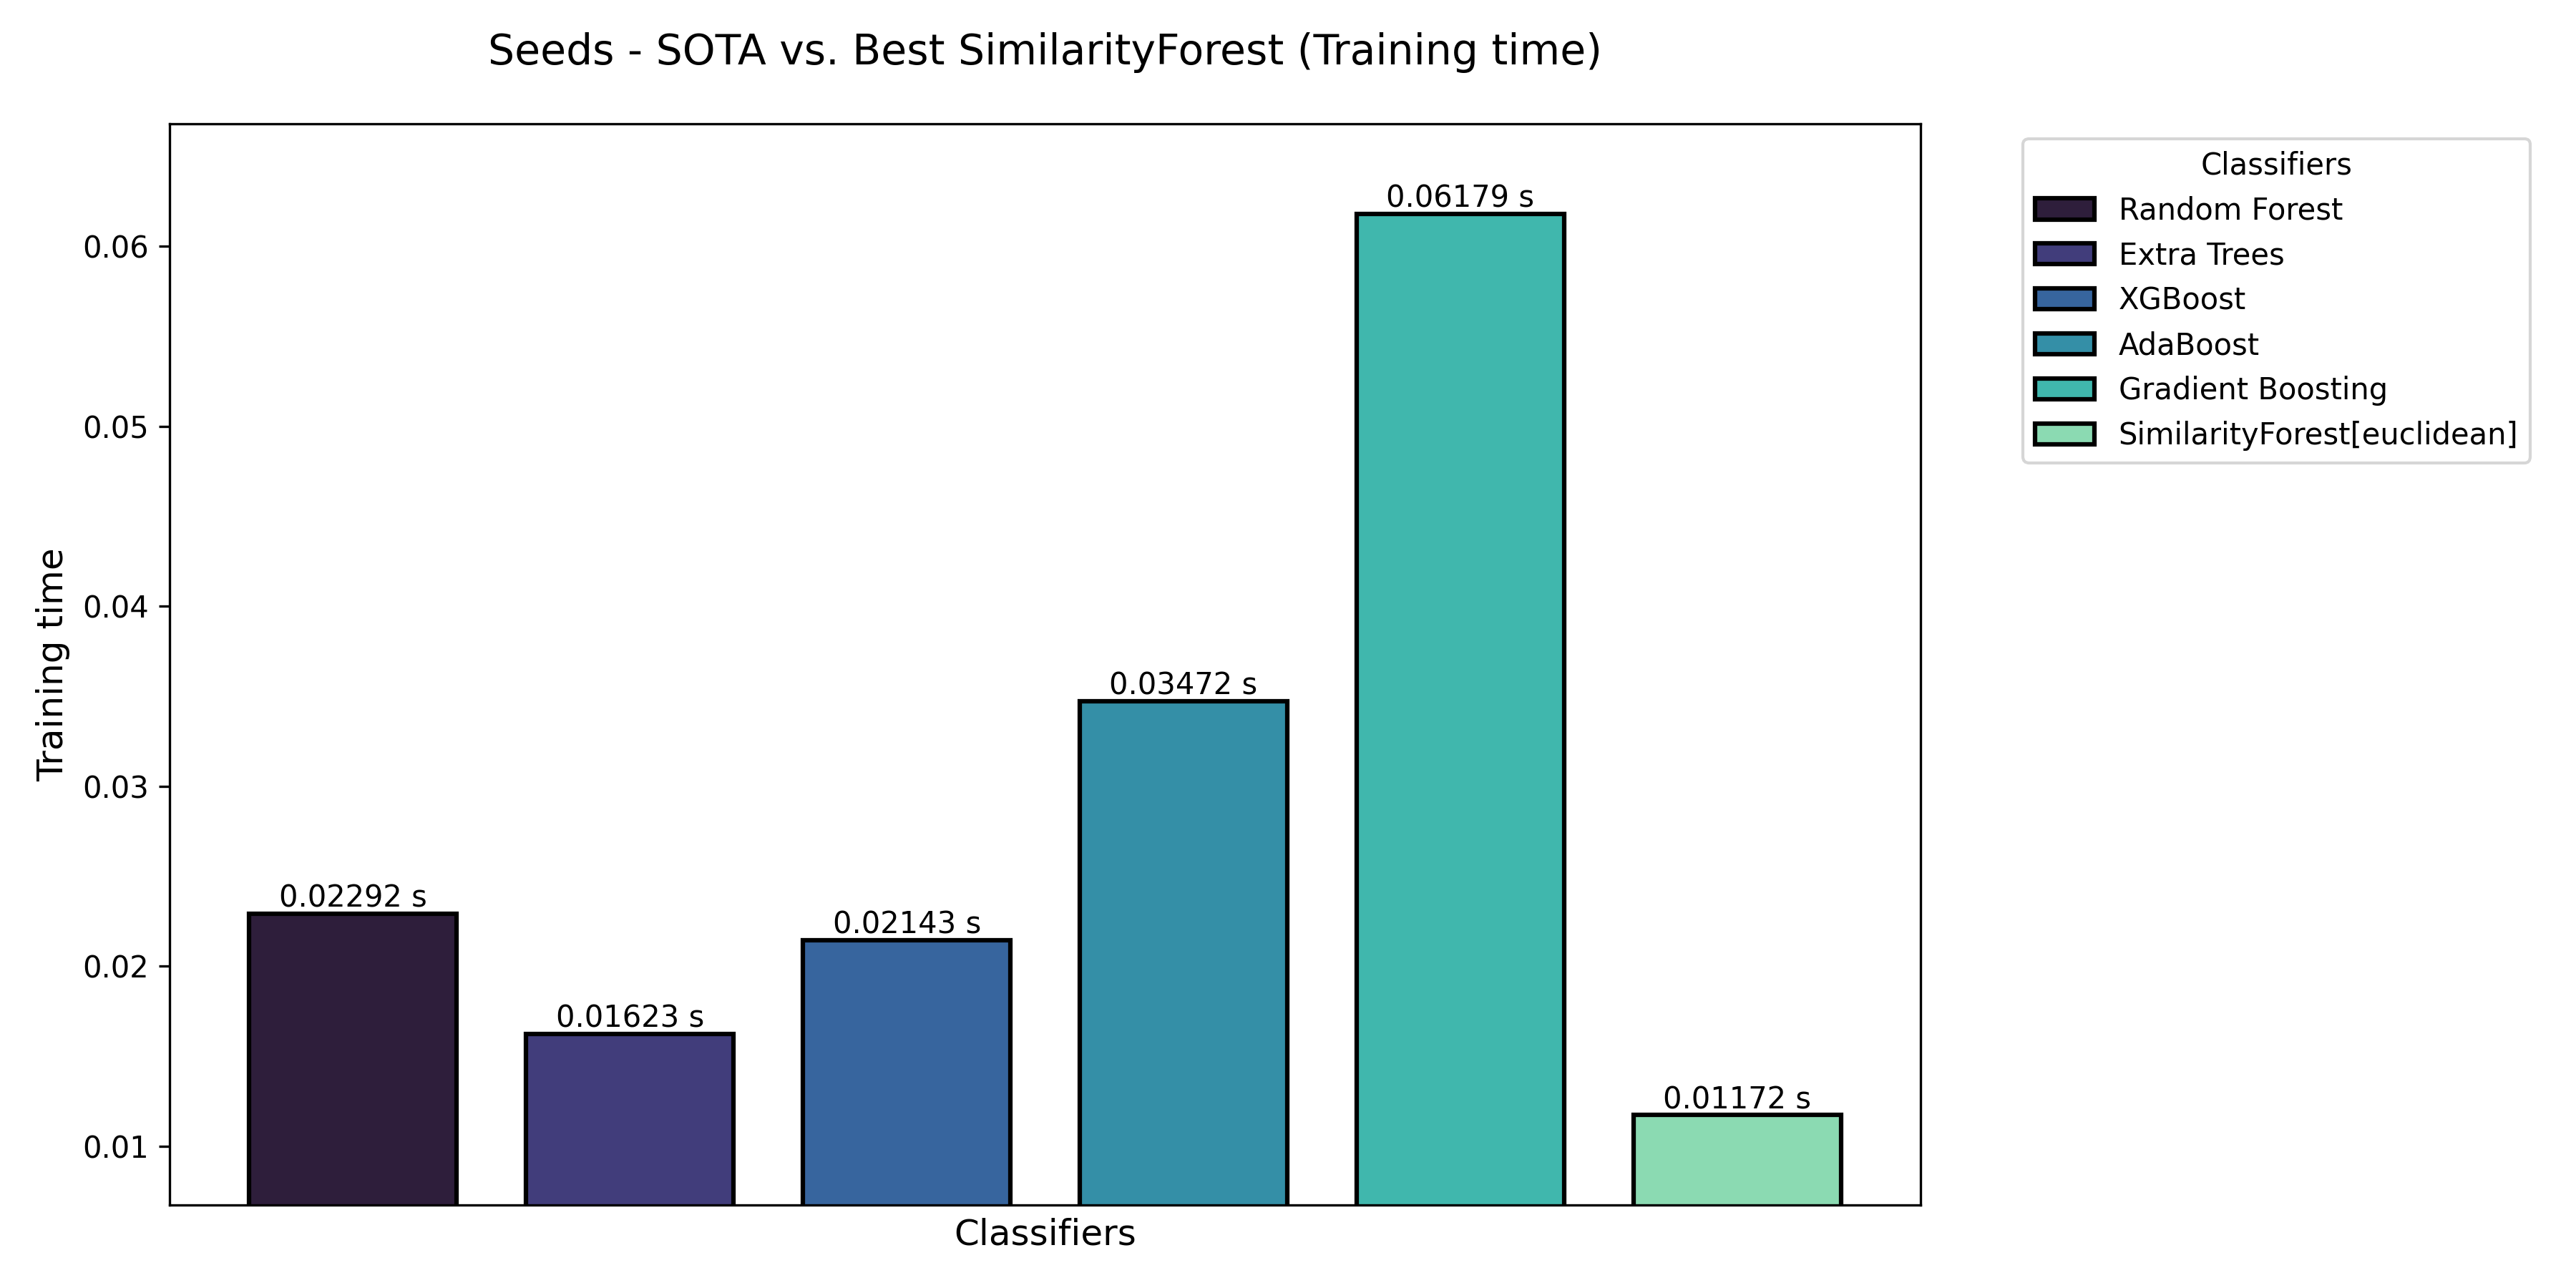 Seeds - SOTA vs. Best SimilarityForest (Training time)
Training time
0.06
0.05
0.04
0.03
0.02
0.01
0.02292 s
0.01623 s
0.02143 s
0.03472 s
0.06179 s
0.01172 s
Classifiers
Classifiers
Random Forest
Extra Trees
XGBoost
AdaBoost
Gradient Boosting
SimilarityForest[euclidean]